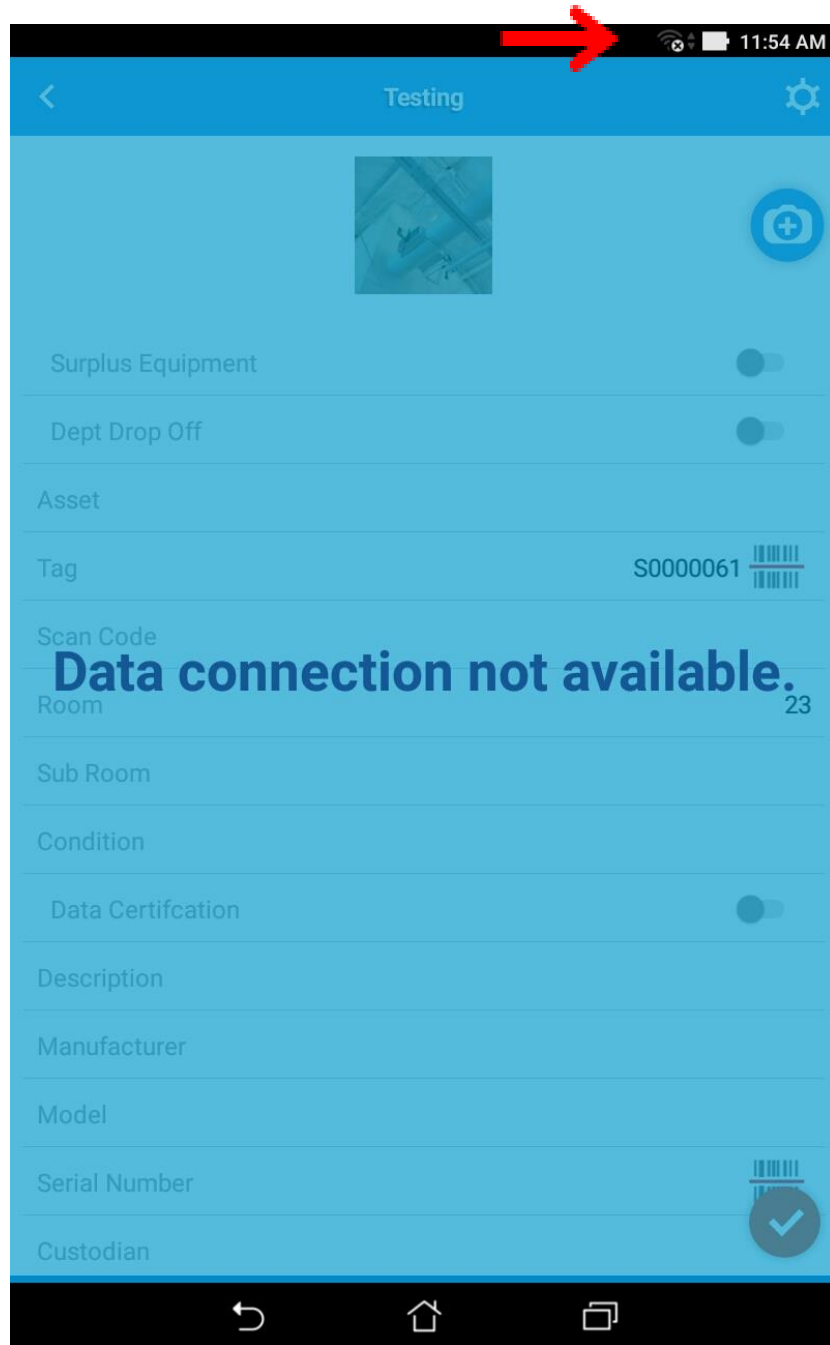 11:54 AM
Testing
Surplus Equipment
Dept Drop Off
Asset
Tag S0000061
Scan Code
Data connection not available.
Room 23
Sub Room
Condition
Data Certifcation
Description
Manufacturer
Model
Serial Number
Custodian